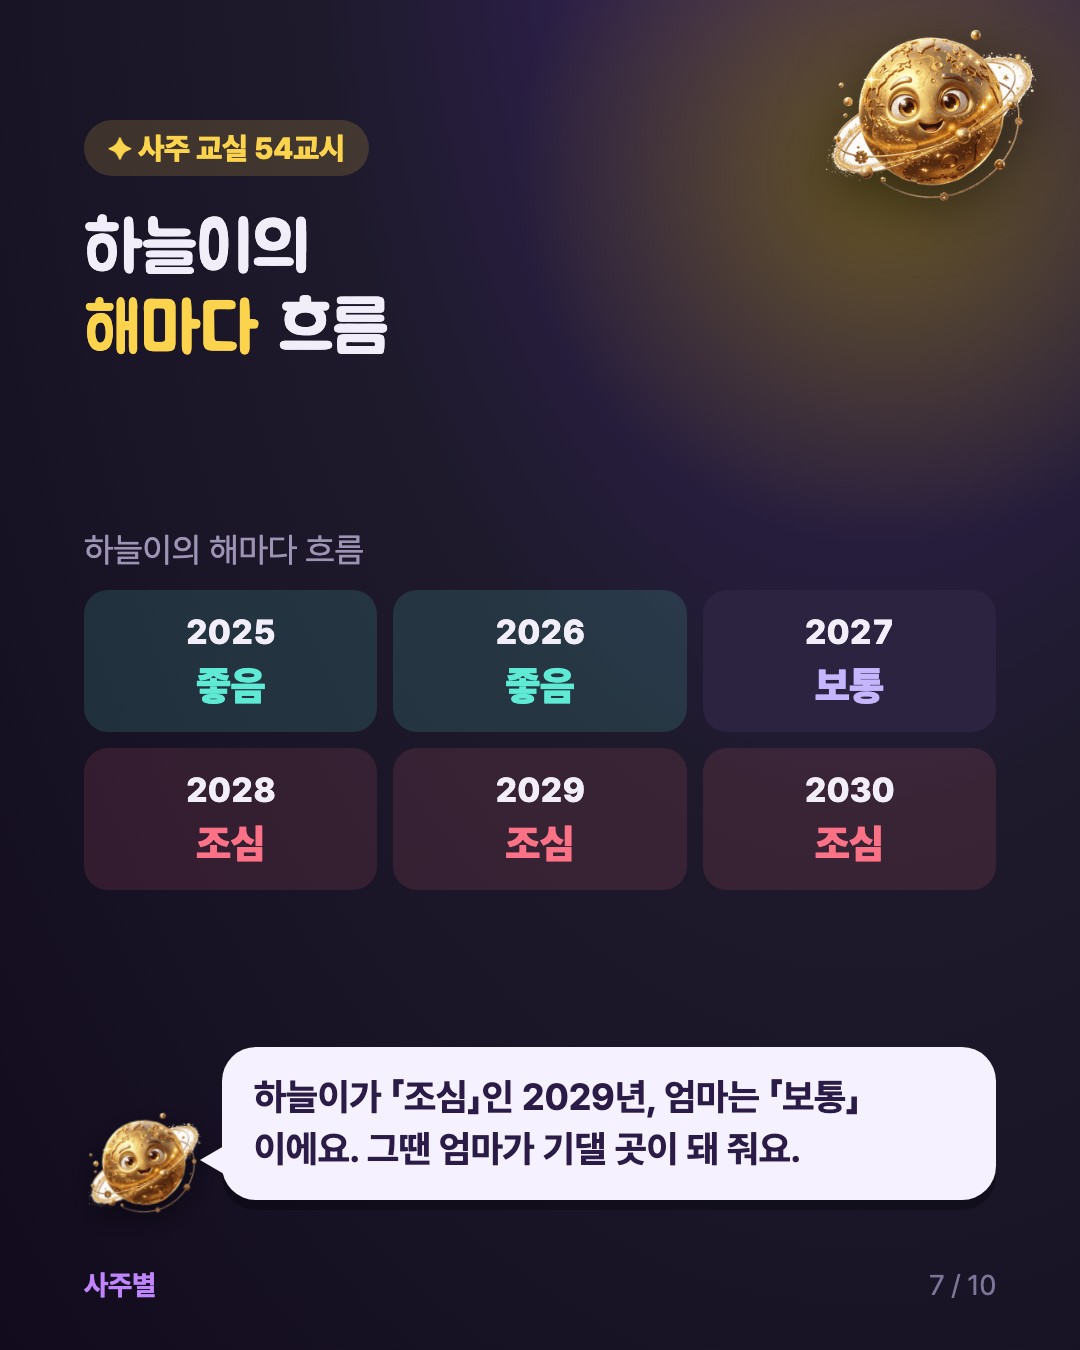 ✦ 사주 교실 54교시
하늘이의
해마다 흐름
하늘이의 해마다 흐름
2025
좋음
2026
좋음
2027
보통
2028
조심
2029
조심
2030
조심
하늘이가 「조심」인 2029년, 엄마는 「보통」
이에요. 그땐 엄마가 기댈 곳이 돼 줘요.
사주별
7 / 10